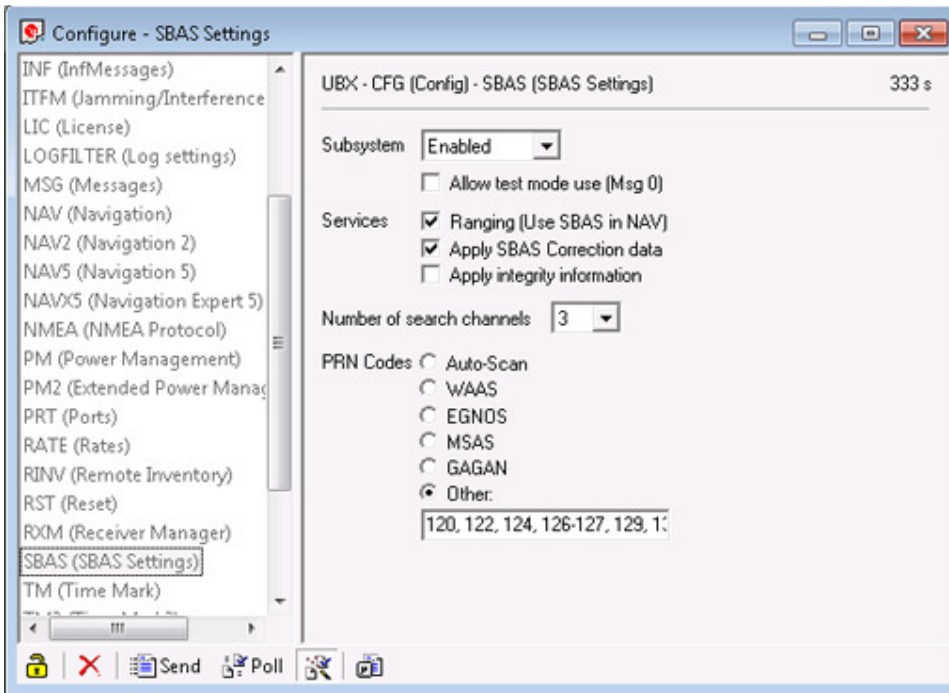 Configure - SBAS Settings
INF (InfMessages)
ITFM (Jamming/Interference
LIC (License)
LOGFILTER (Log settings)
MSG (Messages)
NAV (Navigation)
NAV2 (Navigation 2)
NAV5 (Navigation 5)
NAVX5 (Navigation Expert 5)
NMEA (NMEA Protocol)
PM (Power Management)
PM2 (Extended Power Manag
PRT (Ports)
RATE (Rates)
RINV (Remote Inventory)
RST (Reset)
RXM (Receiver Manager)
SBAS (SBAS Settings)
TM (Time Mark)
UBX - CFG (Config) - SBAS (SBAS Settings) 333 s
Subsystem Enabled
Allow test mode use (Msg 0)
Services Ranging (Use SBAS in NAV)
Apply SBAS Correction data
Apply integrity information
Number of search channels 3
PRN Codes Auto-Scan
WAAS
EGNOS
MSAS
GAGAN
Other:
120, 122, 124, 126-127, 129,
Send Poll